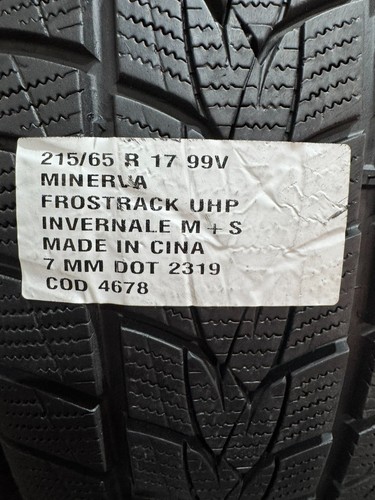 215/65 R 17 99V
MINERVA
FROSTRACK UHP
INVERNALE M + S
MADE IN CINA
7 MM DOT 2319
COD 4678